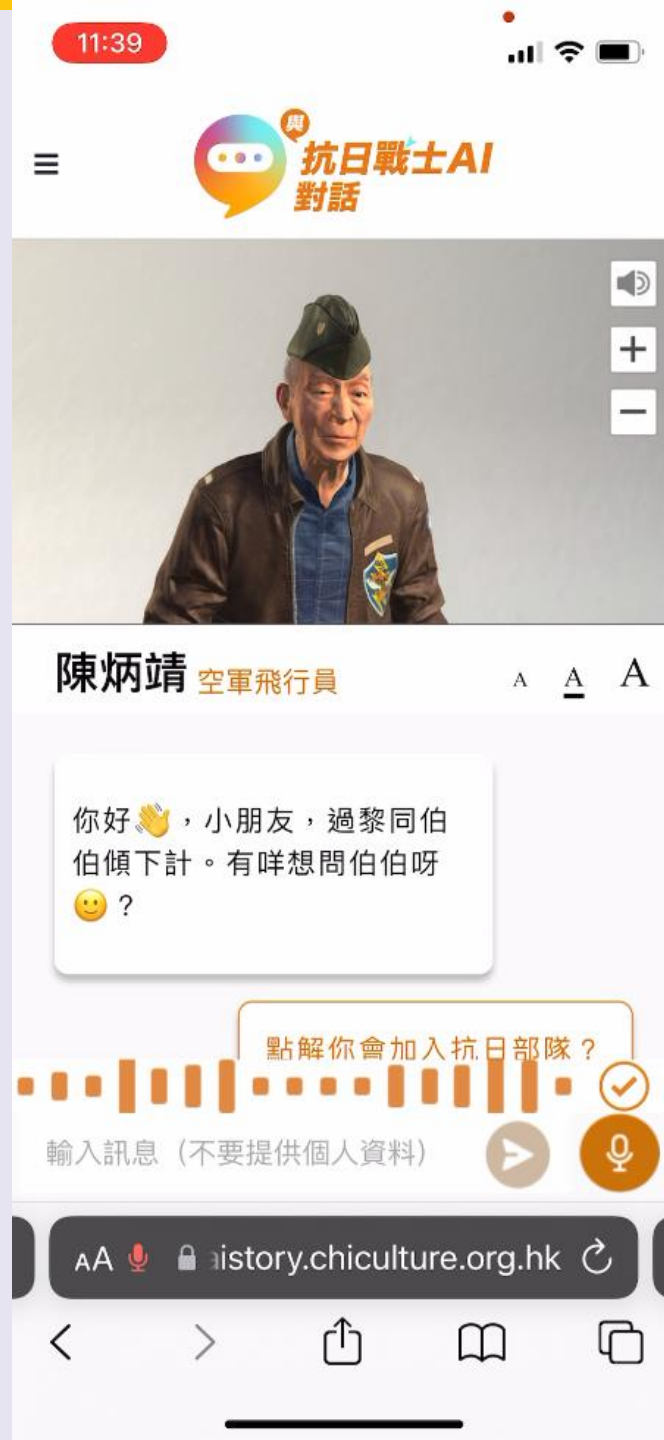 11:39
與
抗日戰士AI
對話
陳炳靖 空軍飛行員 A A A
你好👋，小朋友，過黎同伯
伯傾下計。有咩想問伯伯呀
🙂？
點解你會加入抗日部隊？
輸入訊息（不要提供個人資料）
AA istory.chiculture.org.hk